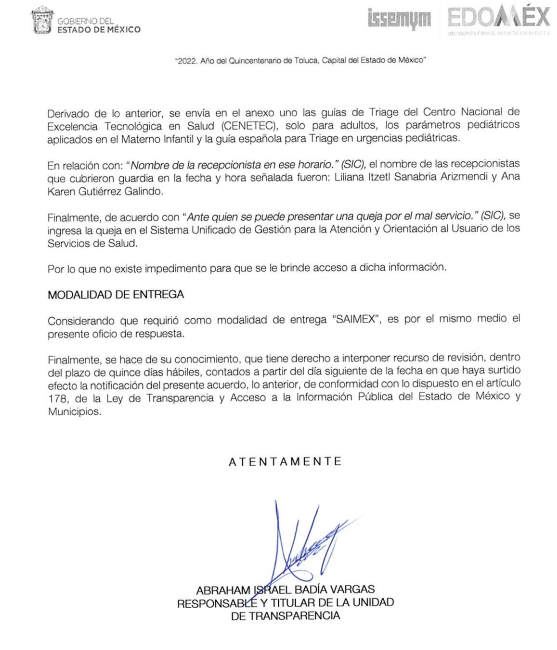 GOBIERNO DEL
ESTADO DE MÉXICO
issemym
EDOMÉX
"2022. Año del Quincentenario de Toluca, Capital del Estado de México"
Derivado de lo anterior, se envía en el anexo uno las guías de Triage del Centro Nacional de
Excelencia Tecnológica en Salud (CENETEC), solo para adultos, los parámetros pediátricos
aplicados en el Materno Infantil y la guía española para Triage en urgencias pediátricas.
En relación con: "Nombre de la recepcionista en ese horario." (SIC), el nombre de las recepcionistas
que cubrieron guardia en la fecha y hora señalada fueron: Liliana Itzetl Sanabria Arizmendi y Ana
Karen Gutiérrez Galindo.
Finalmente, de acuerdo con "Ante quien se puede presentar una queja por el mal servicio." (SIC), se
ingresa la queja en el Sistema Unificado de Gestión para la Atención y Orientación al Usuario de los
Servicios de Salud.
Por lo que no existe impedimento para que se le brinde acceso a dicha información.
MODALIDAD DE ENTREGA
Considerando que requirió como modalidad de entrega "SAIMEX", es por el mismo medio el
presente oficio de respuesta.
Finalmente, se hace de su conocimiento, que tiene derecho a interponer recurso de revisión, dentro
del plazo de quince días hábiles, contados a partir del día siguiente de la fecha en que haya surtido
efecto la notificación del presente acuerdo, lo anterior, de conformidad con lo dispuesto en el artículo
178, de la Ley de Transparencia y Acceso a la Información Pública del Estado de México y
Municipios.
ATENTAMENTE
ABRAHAM ISRAEL BADÍA VARGAS
RESPONSABLE Y TITULAR DE LA UNIDAD
DE TRANSPARENCIA